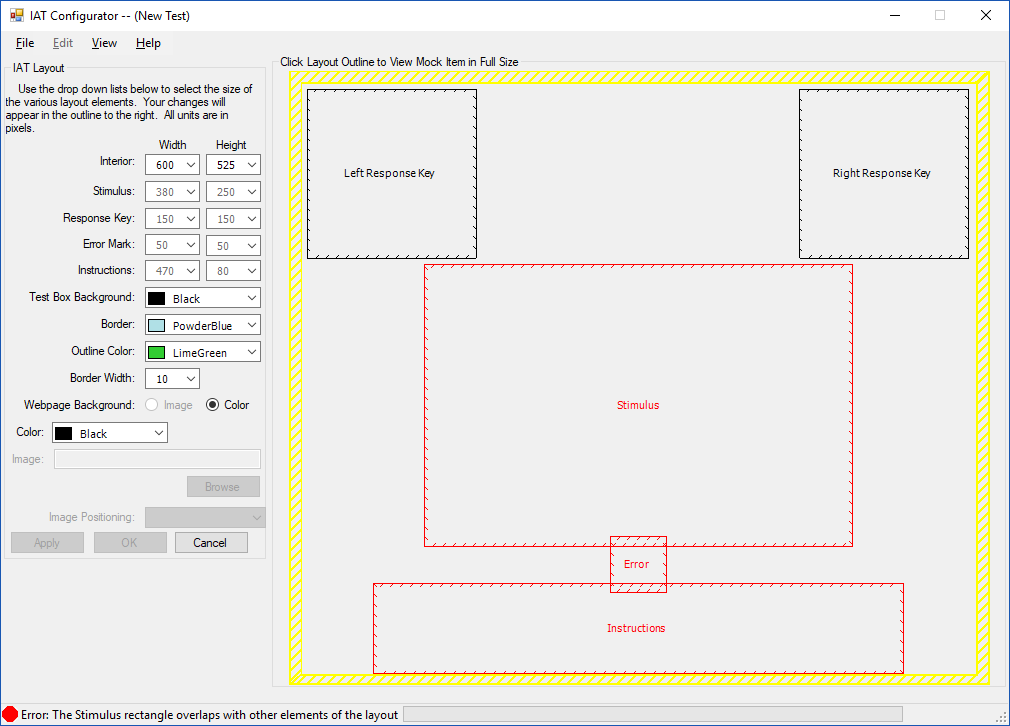 IAT Configurator -- (New Test)
File Edit View Help
IAT Layout
Use the drop down lists below to select the size of
the various layout elements. Your changes will
appear in the outline to the right. All units are in
pixels.
Width Height
Interior: 600 525
Stimulus: 380 250
Response Key: 150 150
Error Mark: 50 50
Instructions: 470 80
Test Box Background: Black
Border: PowderBlue
Outline Color: LimeGreen
Border Width: 10
Webpage Background: Image Color
Color: Black
Image:
Browse
Image Positioning:
Apply OK Cancel
Click Layout Outline to View Mock Item in Full Size
Left Response Key
Right Response Key
Stimulus
Error
Instructions
Error: The Stimulus rectangle overlaps with other elements of the layout